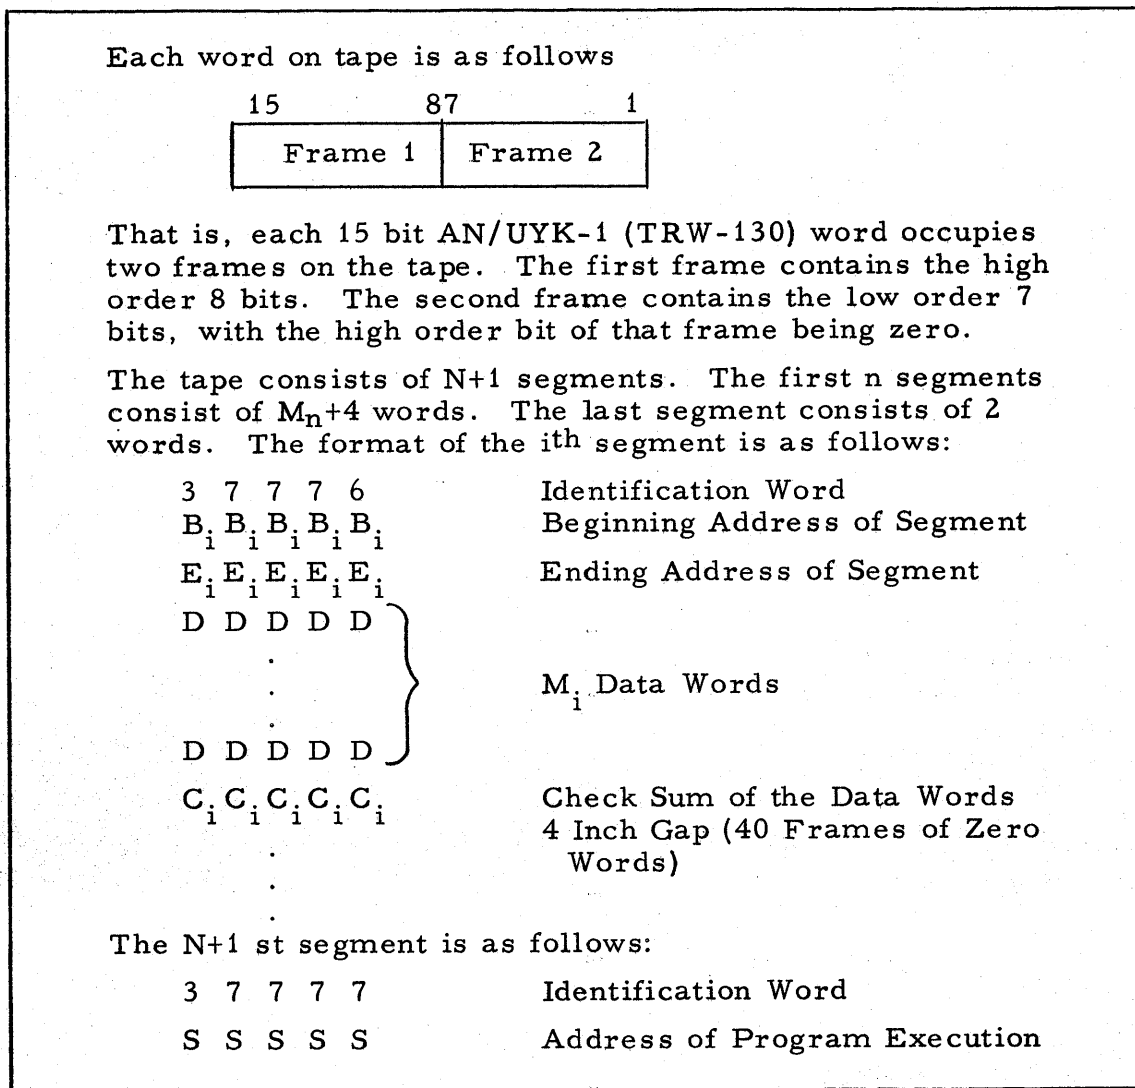 Each word on tape is as follows
15 87 1
Frame 1 Frame 2
That is, each 15 bit AN/UYK-1 (TRW-130) word occupies
two frames on the tape. The first frame contains the high
order 8 bits. The second frame contains the low order 7
bits, with the high order bit of that frame being zero.
The tape consists of N+1 segments. The first n segments
consist of Mn+4 words. The last segment consists of 2
words. The format of the ith segment is as follows:
3 7 7 7 6 Identification Word
Bi Bi Bi Bi Bi Beginning Address of Segment
Ei Ei Ei Ei Ei Ending Address of Segment
D D D D D
.
.
.
Mi Data Words
D D D D D
Ci Ci Ci Ci Ci Check Sum of the Data Words
4 Inch Gap (40 Frames of Zero
Words)
.
.
.
The N+1 st segment is as follows:
3 7 7 7 7 Identification Word
S S S S S Address of Program Execution